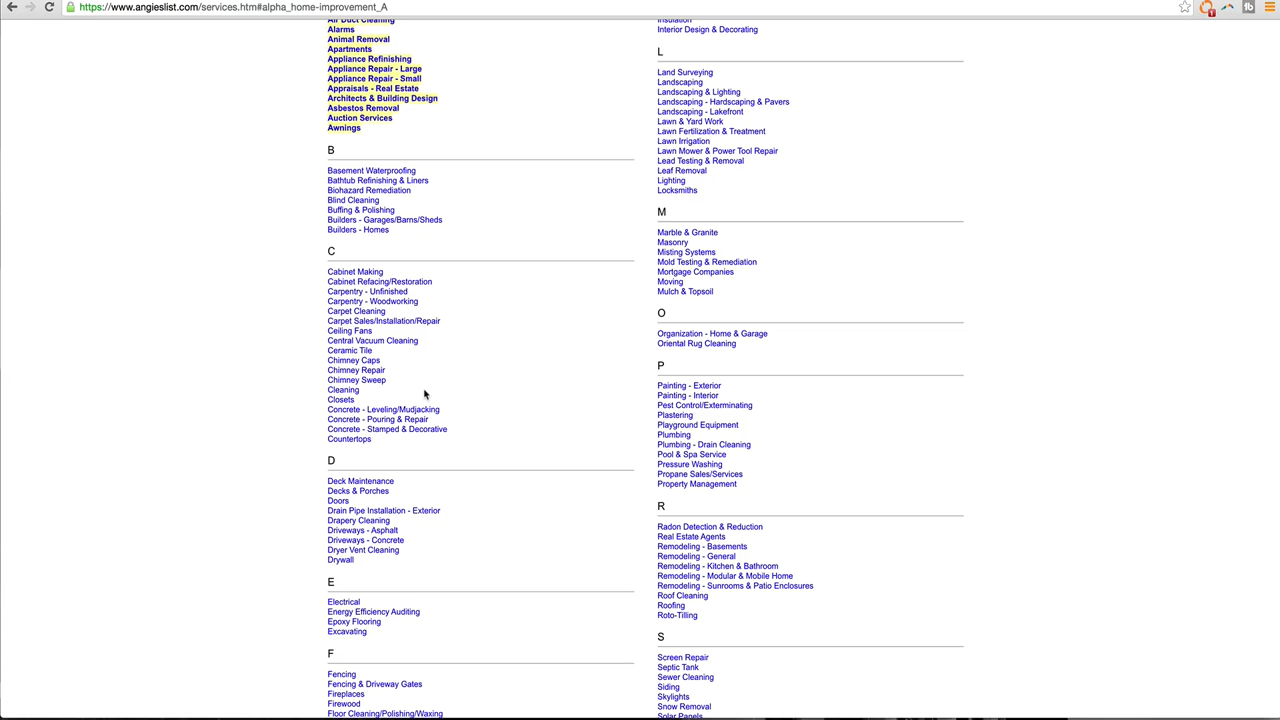 https://www.angieslist.com/services.htm#alpha_home-improvement_A
Air Duct Cleaning
Alarms
Animal Removal
Apartments
Appliance Refinishing
Appliance Repair - Large
Appliance Repair - Small
Appraisals - Real Estate
Architects & Building Design
Asbestos Removal
Auction Services
Awnings
B
Basement Waterproofing
Bathtub Refinishing & Liners
Biohazard Remediation
Blind Cleaning
Buffing & Polishing
Builders - Garages/Barns/Sheds
Builders - Homes
C
Cabinet Making
Cabinet Refacing/Restoration
Carpentry - Unfinished
Carpentry - Woodworking
Carpet Cleaning
Carpet Sales/Installation/Repair
Ceiling Fans
Central Vacuum Cleaning
Ceramic Tile
Chimney Caps
Chimney Repair
Chimney Sweep
Cleaning
Closets
Concrete - Leveling/Mudjacking
Concrete - Pouring & Repair
Concrete - Stamped & Decorative
Countertops
D
Deck Maintenance
Decks & Porches
Doors
Drain Pipe Installation - Exterior
Drapery Cleaning
Driveways - Asphalt
Driveways - Concrete
Dryer Vent Cleaning
Drywall
E
Electrical
Energy Efficiency Auditing
Epoxy Flooring
Excavating
F
Fencing
Fencing & Driveway Gates
Fireplaces
Firewood
Floor Cleaning/Polishing/Waxing
Insulation
Interior Design & Decorating
L
Land Surveying
Landscaping
Landscaping & Lighting
Landscaping - Hardscaping & Pavers
Landscaping - Lakefront
Lawn & Yard Work
Lawn Fertilization & Treatment
Lawn Irrigation
Lawn Mower & Power Tool Repair
Lead Testing & Removal
Leaf Removal
Lighting
Locksmiths
M
Marble & Granite
Masonry
Misting Systems
Mold Testing & Remediation
Mortgage Companies
Moving
Mulch & Topsoil
O
Organization - Home & Garage
Oriental Rug Cleaning
P
Painting - Exterior
Painting - Interior
Pest Control/Exterminating
Plastering
Playground Equipment
Plumbing
Plumbing - Drain Cleaning
Pool & Spa Service
Pressure Washing
Propane Sales/Services
Property Management
R
Radon Detection & Reduction
Real Estate Agents
Remodeling - Basements
Remodeling - General
Remodeling - Kitchen & Bathroom
Remodeling - Modular & Mobile Home
Remodeling - Sunrooms & Patio Enclosures
Roof Cleaning
Roofing
Roto-Tilling
S
Screen Repair
Septic Tank
Sewer Cleaning
Siding
Skylights
Snow Removal
Solar Panels